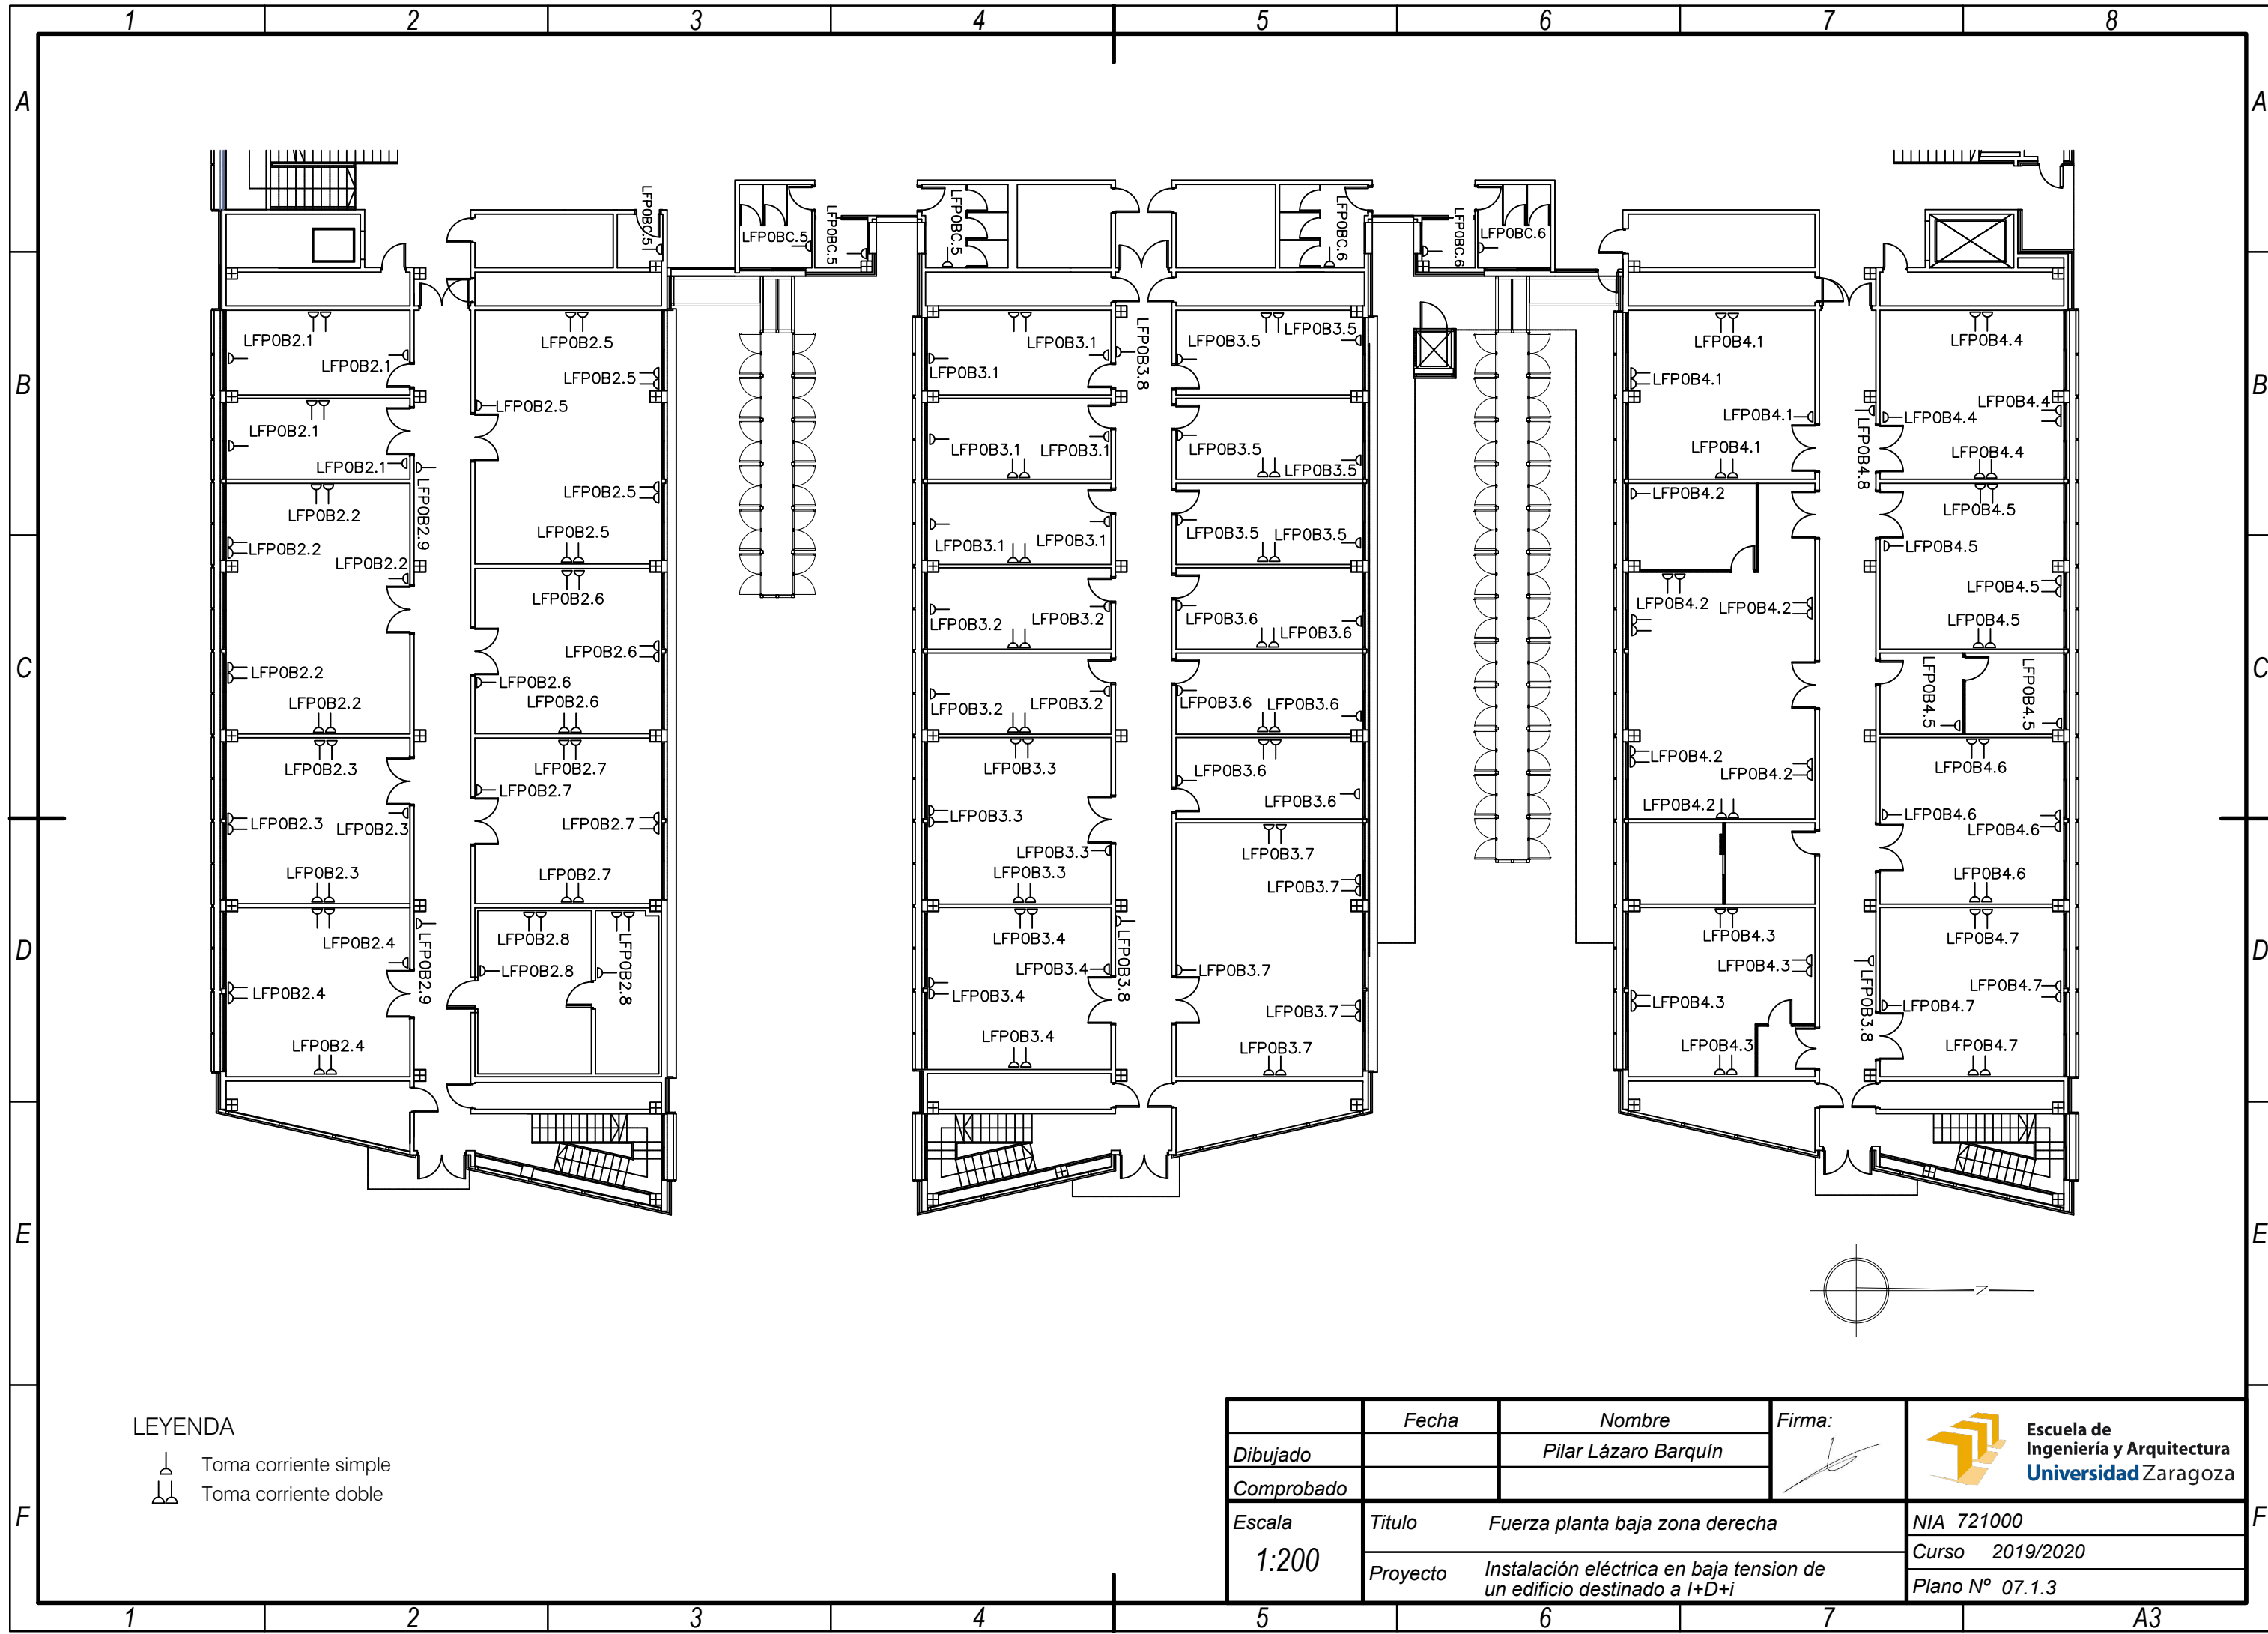 1 2 3 4 5 6 7 8
A A
B B
C C
D D
E E
F F
LFP0BC.5
LFP0BC.5
LFP0BC.5
LFP0BC.5
LFP0BC.6
LFP0BC.6
LFP0BC.6
LFP0B2.1
LFP0B2.1
LFP0B2.1
LFP0B2.1
LFP0B2.2
LFP0B2.2
LFP0B2.2
LFP0B2.2
LFP0B2.2
LFP0B2.3
LFP0B2.3
LFP0B2.3
LFP0B2.3
LFP0B2.4
LFP0B2.4
LFP0B2.4
LFP0B2.9
LFP0B2.9
LFP0B2.5
LFP0B2.5
LFP0B2.5
LFP0B2.5
LFP0B2.5
LFP0B2.6
LFP0B2.6
LFP0B2.6
LFP0B2.6
LFP0B2.7
LFP0B2.7
LFP0B2.7
LFP0B2.7
LFP0B2.8
LFP0B2.8
LFP0B2.8
LFP0B3.1
LFP0B3.1
LFP0B3.1
LFP0B3.1
LFP0B3.1
LFP0B3.1
LFP0B3.2
LFP0B3.2
LFP0B3.2
LFP0B3.2
LFP0B3.3
LFP0B3.3
LFP0B3.3
LFP0B3.3
LFP0B3.4
LFP0B3.4
LFP0B3.4
LFP0B3.4
LFP0B3.8
LFP0B3.8
LFP0B3.5
LFP0B3.5
LFP0B3.5
LFP0B3.5
LFP0B3.5
LFP0B3.5
LFP0B3.6
LFP0B3.6
LFP0B3.6
LFP0B3.6
LFP0B3.6
LFP0B3.6
LFP0B3.7
LFP0B3.7
LFP0B3.7
LFP0B3.7
LFP0B3.7
LFP0B4.1
LFP0B4.1
LFP0B4.1
LFP0B4.1
LFP0B4.2
LFP0B4.2
LFP0B4.2
LFP0B4.2
LFP0B4.2
LFP0B4.2
LFP0B4.3
LFP0B4.3
LFP0B4.3
LFP0B4.3
LFP0B4.8
LFP0B3.8
LFP0B4.4
LFP0B4.4
LFP0B4.4
LFP0B4.4
LFP0B4.5
LFP0B4.5
LFP0B4.5
LFP0B4.5
LFP0B4.5
LFP0B4.5
LFP0B4.6
LFP0B4.6
LFP0B4.6
LFP0B4.6
LFP0B4.7
LFP0B4.7
LFP0B4.7
LFP0B4.7
N
LEYENDA
Toma corriente simple
Toma corriente doble
Fecha Nombre Firma:
Dibujado Pilar Lázaro Barquín
Comprobado
Escuela de
Ingeniería y Arquitectura
Universidad Zaragoza
Escala
1:200
Titulo Fuerza planta baja zona derecha
Proyecto Instalación eléctrica en baja tension de
un edificio destinado a I+D+i
NIA 721000
Curso 2019/2020
Plano Nº 07.1.3
1 2 3 4 5 6 7 A3